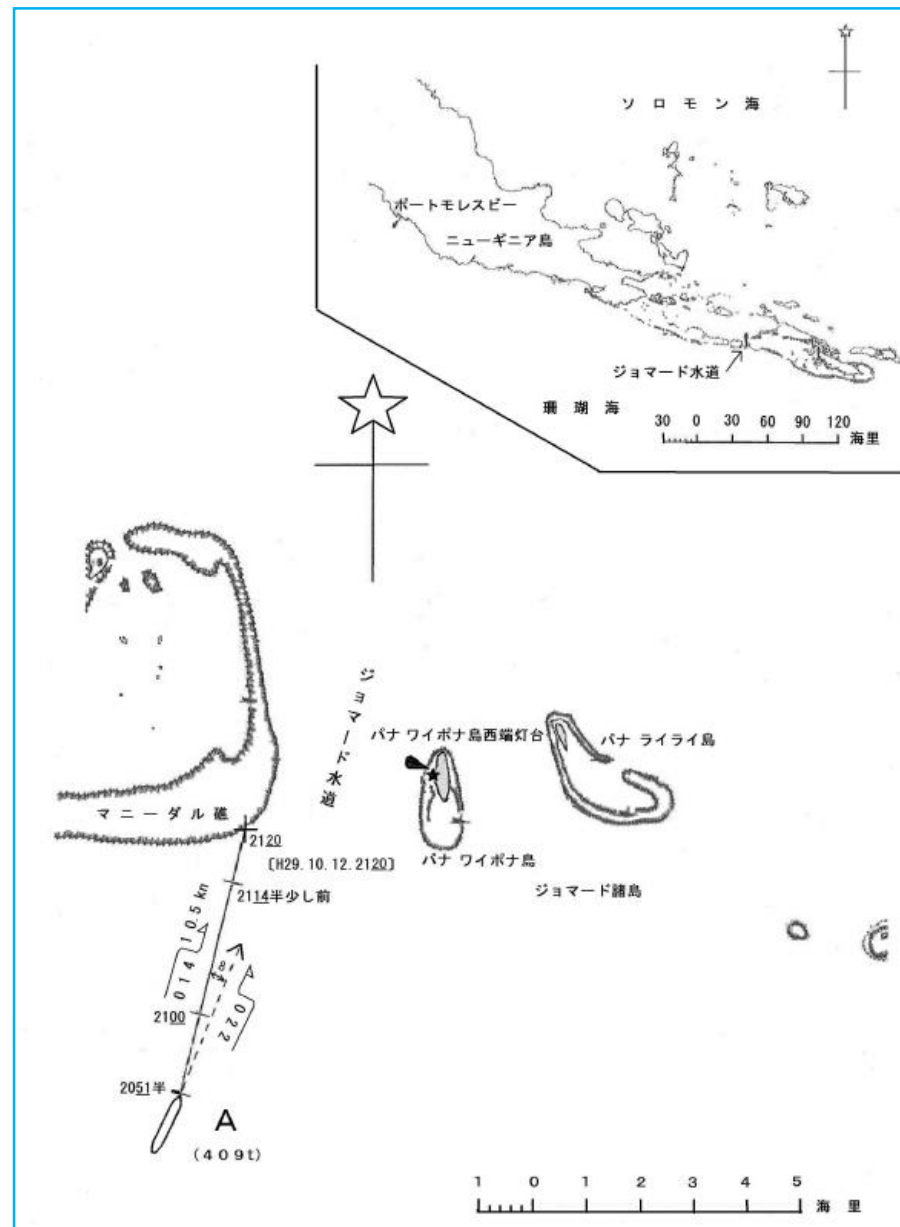 ソロモン海
ポートモレスビー
ニューギニア島
ジョマード水道
珊瑚海
30 0 30 60 90 120 海里
ジョマード水道
パナ ワイポナ島西端灯台
パナ ライライ島
マニーダル礁
2120
[H29.10.12.2120]
パナ ワイポナ島
ジョマード諸島
2114半少し前
014 10.5kn
8
022
2100
2051半
A
(409t)
1 0 1 2 3 4 5 海里